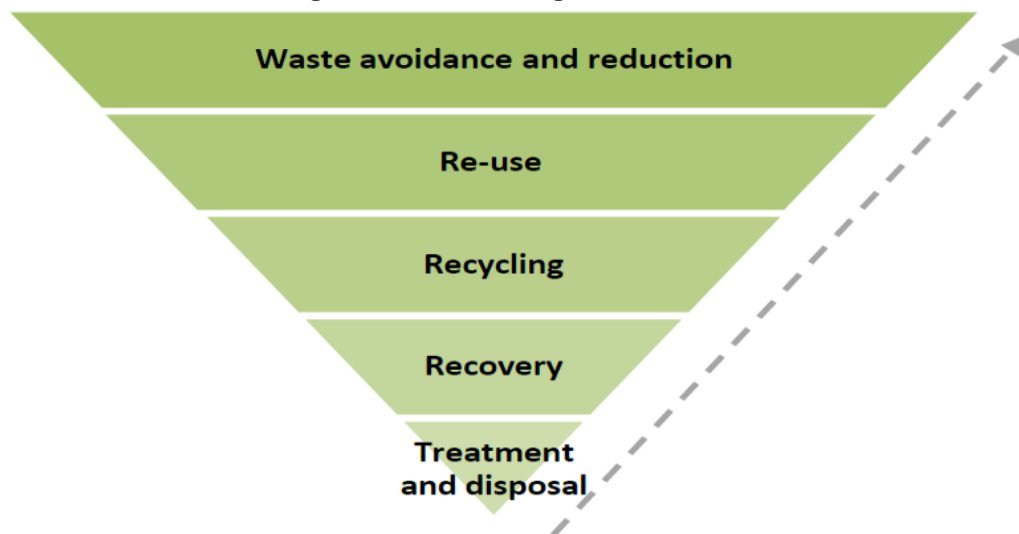 Waste avoidance and reduction
Re-use
Recycling
Recovery
Treatment
and disposal